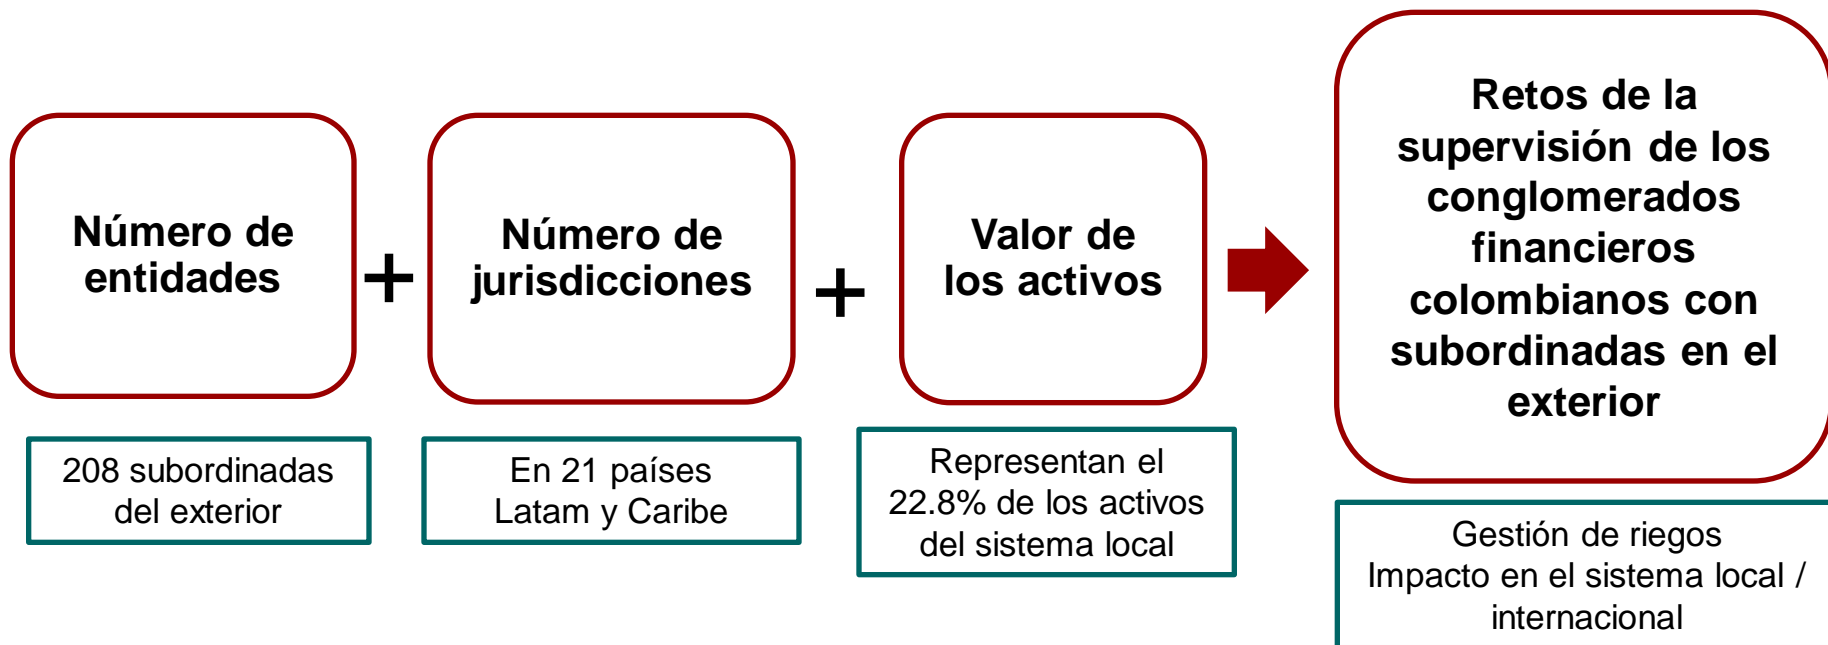 Número de
entidades
+
Número de
jurisdicciones
+
Valor de
los activos
Retos de la
supervisión de los
conglomerados
financieros
colombianos con
subordinadas en el
exterior
208 subordinadas
del exterior
En 21 países
Latam y Caribe
Representan el
22.8% de los activos
del sistema local
Gestión de riegos
Impacto en el sistema local /
internacional